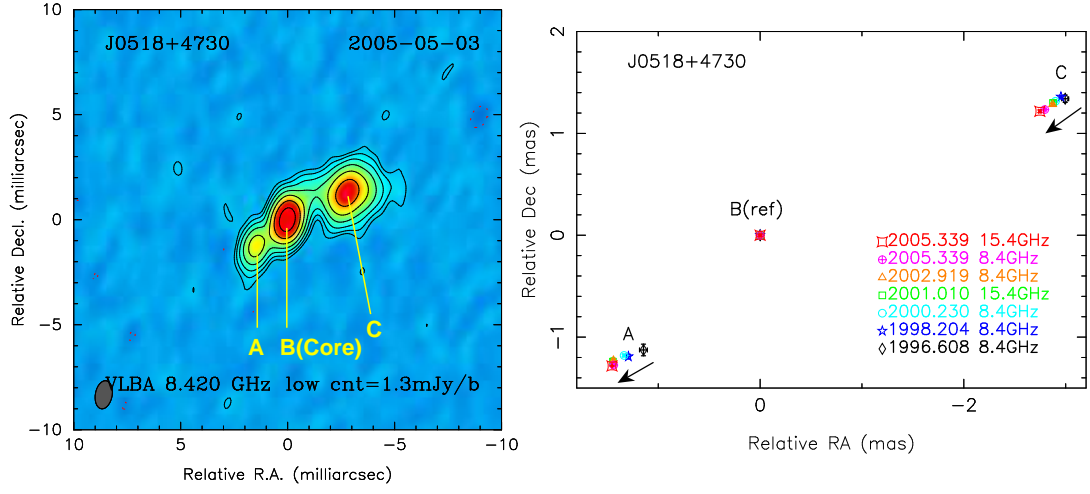 J0518+4730 2005-05-03
10
5
0
-5
-10
Relative Decl. (milliarcsec)
A B(Core) C
VLBA 8.420 GHz low cnt=1.3mJy/b
10 5 0 -5 -10
Relative R.A. (milliarcsec)
J0518+4730
C
B(ref)
A
2005.339 15.4GHz
2005.339 8.4GHz
2002.919 8.4GHz
2001.010 15.4GHz
2000.230 8.4GHz
1998.204 8.4GHz
1996.608 8.4GHz
2
1
0
-1
Relative Dec (mas)
0 -2
Relative RA (mas)